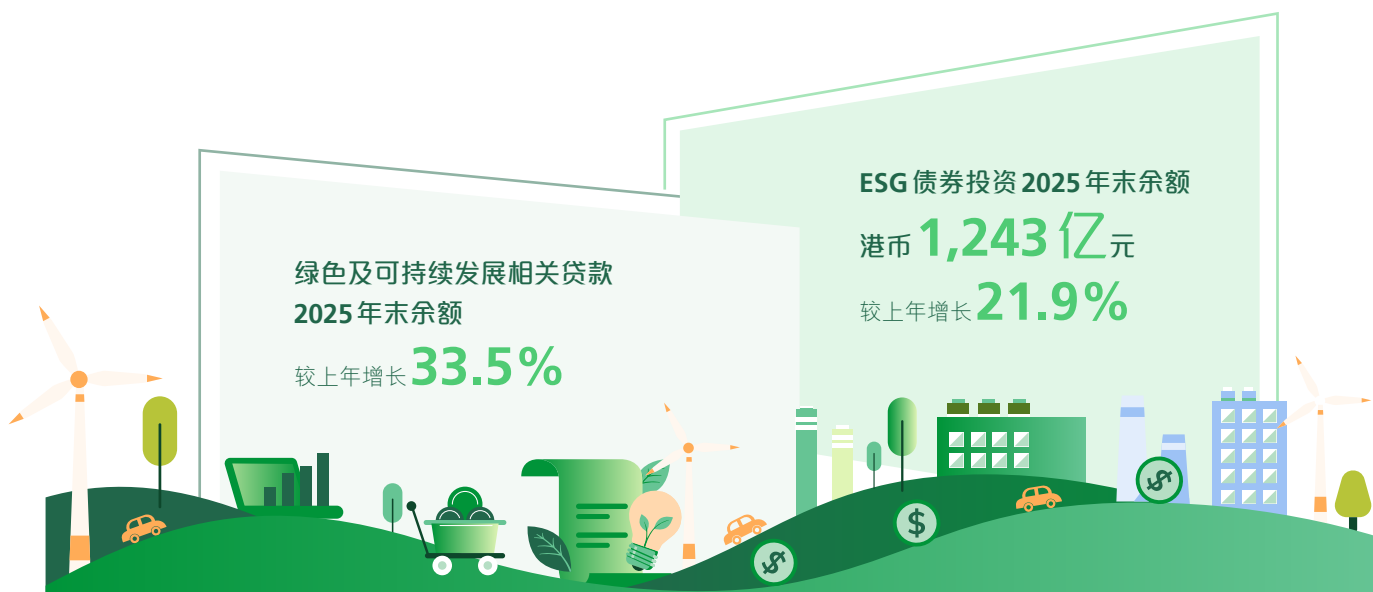 绿色及可持续发展相关贷款
2025年末余额
较上年增长33.5%
ESG债券投资2025年末余额
港币1,243亿元
较上年增长21.9%
$
$
$